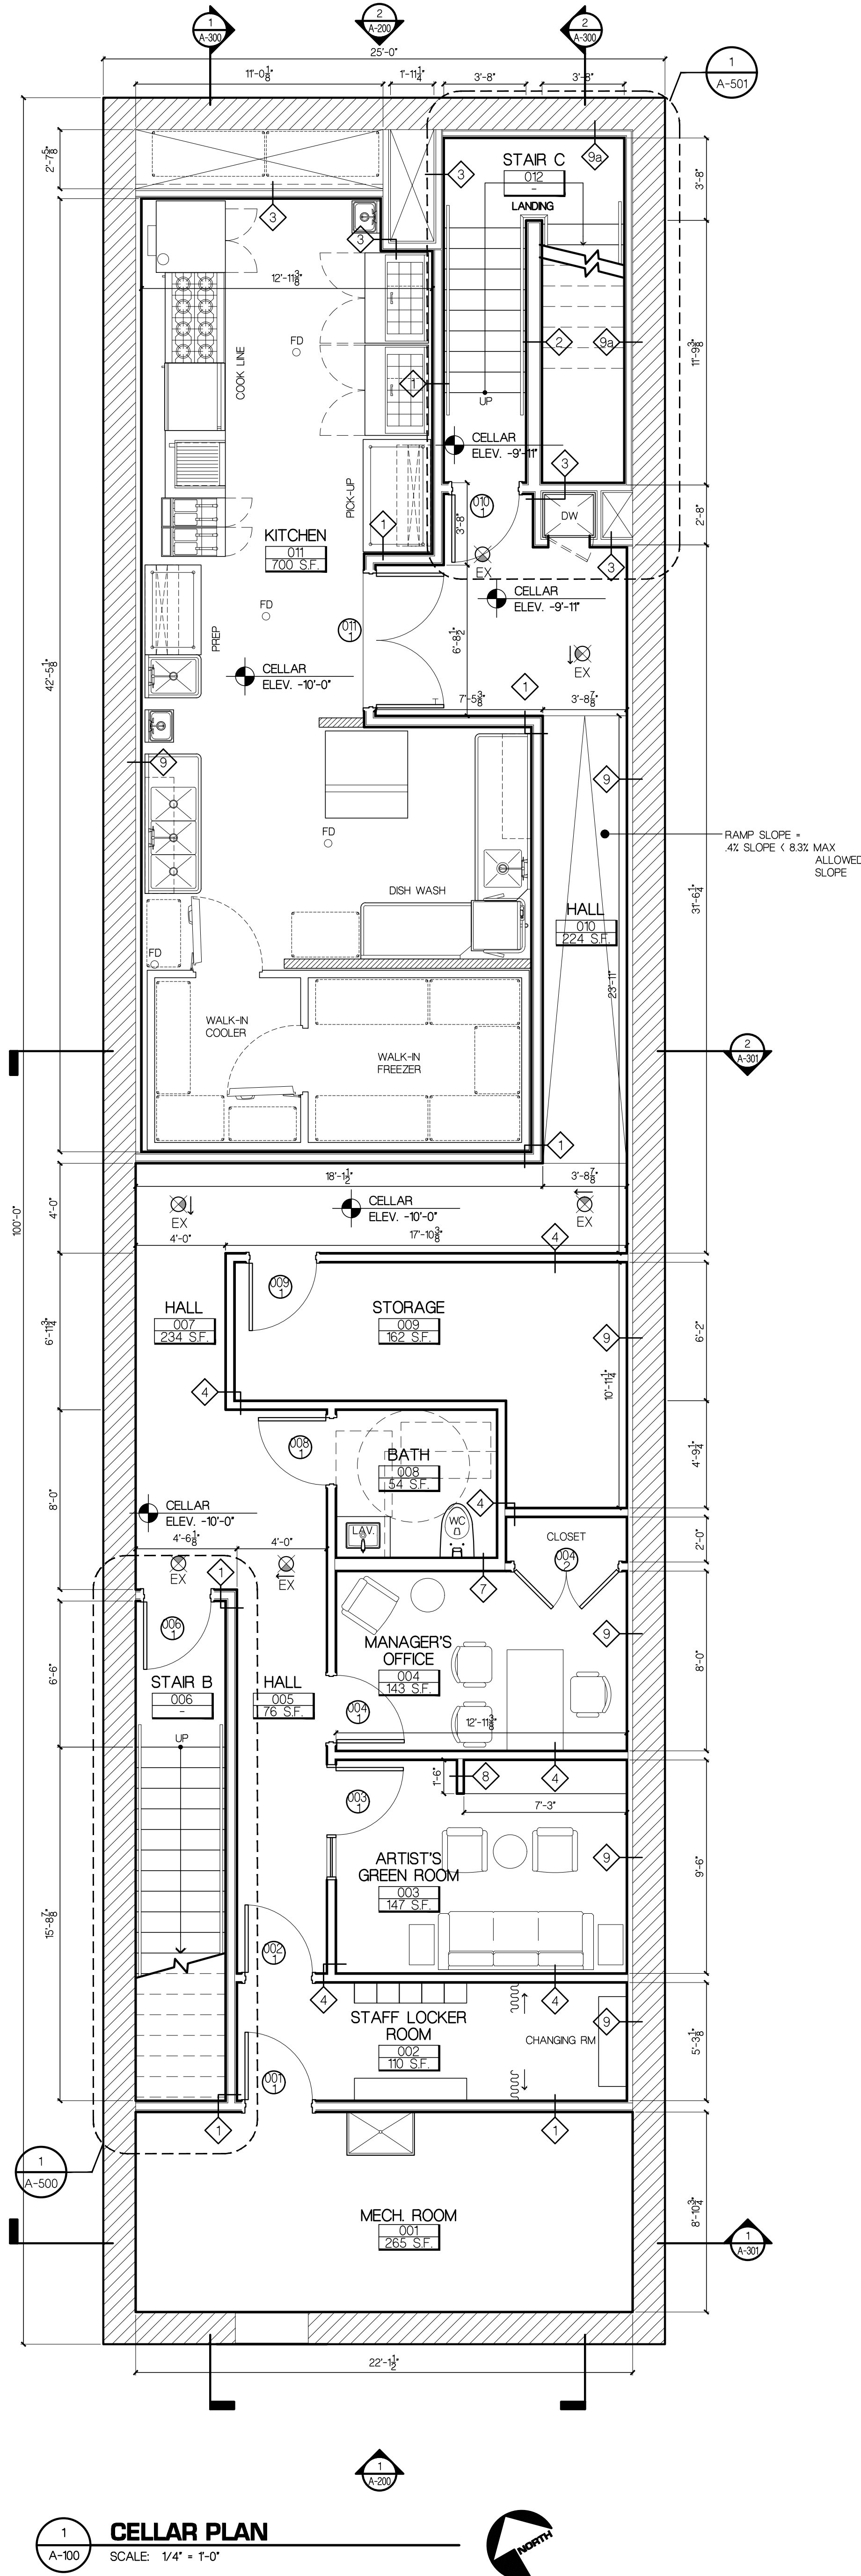 1
A-300
2
A-200
2
A-300
25'-0"
1
A-501
11'-0 1/8"
1'-11 1/4"
3'-8"
3'-8"
2'-7 5/8"
3
3
3
STAIR C
012
-
LANDING
9a
3'-8"
12'-11 3/8"
FD
COOK LINE
1
2
9a
11'-9 3/8"
UP
CELLAR
ELEV. -9'-11"
3
PICK-UP
KITCHEN
011
700 S.F.
1
3'-8"
010
1
DW
2'-8"
3
EX
CELLAR
ELEV. -9'-11"
FD
011
1
6'-8 1/2"
PREP
EX
42'-5 1/8"
CELLAR
ELEV. -10'-0"
1
7'-5 3/8"
3'-8 7/8"
9
9
RAMP SLOPE =
.4% SLOPE < 8.3% MAX
ALLOWED
SLOPE
FD
DISH WASH
31'-6 1/4"
HALL
010
224 S.F.
23'-11"
FD
WALK-IN
COOLER
WALK-IN
FREEZER
2
A-301
1
100'-0"
18'-1 1/2"
3'-8 7/8"
4'-0"
EX
CELLAR
ELEV. -10'-0"
EX
4'-0"
17'-10 3/8"
4
009
1
HALL
007
234 S.F.
STORAGE
009
162 S.F.
9
6'-11 3/4"
6'-2"
10'-11 1/4"
4
008
1
BATH
008
54 S.F.
4'-9 1/4"
8'-0"
4
CELLAR
ELEV. -10'-0"
LAV.
WC
CLOSET
004
2
2'-0"
4'-6 1/8"
4'-0"
EX
EX
1
7
006
1
MANAGER'S
OFFICE
004
143 S.F.
9
8'-0"
6'-6"
STAIR B
006
-
HALL
005
76 S.F.
004
1
12'-11 3/8"
UP
1'-6"
8
4
003
1
7'-3"
ARTIST'S
GREEN ROOM
003
147 S.F.
9
9'-6"
15'-8 7/8"
002
1
4
4
STAFF LOCKER
ROOM
002
110 S.F.
CHANGING RM
9
5'-3 1/8"
001
1
1
1
1
A-500
MECH. ROOM
001
265 S.F.
8'-10 3/4"
1
A-301
22'-1 1/2"
1
A-200
1
A-100
CELLAR PLAN
SCALE: 1/4" = 1'-0"
NORTH